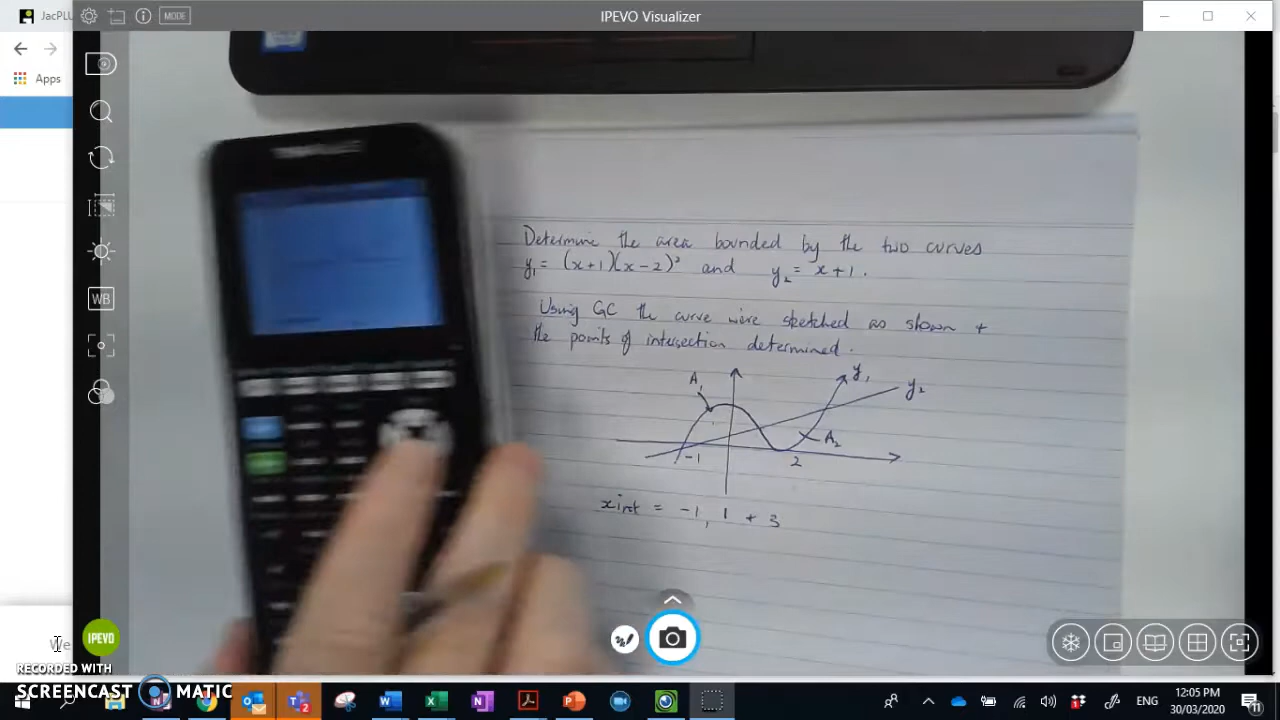 JacPLU
IPEVO Visualizer
MODE
Apps
WB
Determine the area bounded by the two curves
y₁ = (x+1)(x-2)² and y₂ = x+1.
Using GC the curve were sketched as shown +
the points of intersection determined.
A₁
y₁
y₂
A₂
-1
2
x int = -1, 1 + 3
We
IPEVO
RECORDED WITH
SCREENCAST MATIC
ENG
12:05 PM
30/03/2020